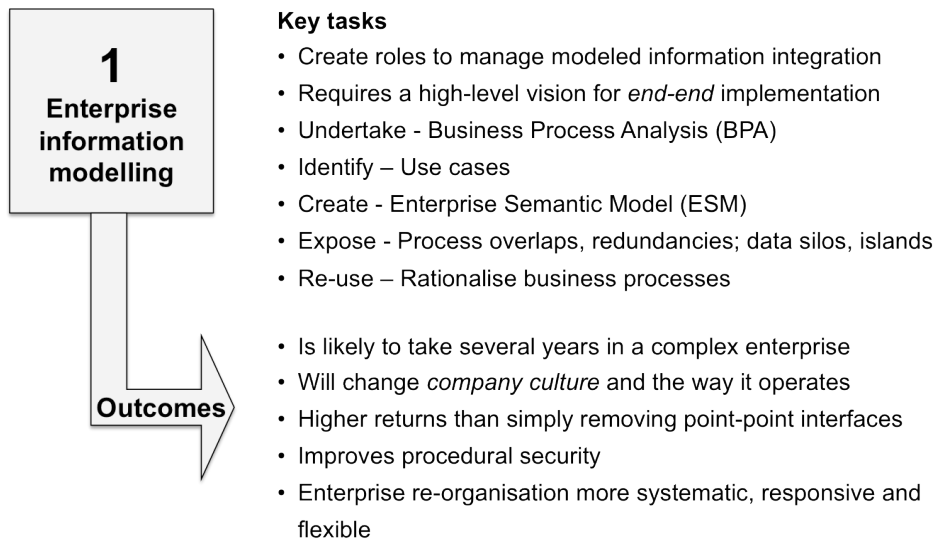 1
Enterprise
information
modelling
Key tasks
• Create roles to manage modeled information integration
• Requires a high-level vision for end-end implementation
• Undertake - Business Process Analysis (BPA)
• Identify – Use cases
• Create - Enterprise Semantic Model (ESM)
• Expose - Process overlaps, redundancies; data silos, islands
• Re-use – Rationalise business processes
Outcomes
• Is likely to take several years in a complex enterprise
• Will change company culture and the way it operates
• Higher returns than simply removing point-point interfaces
• Improves procedural security
• Enterprise re-organisation more systematic, responsive and
flexible